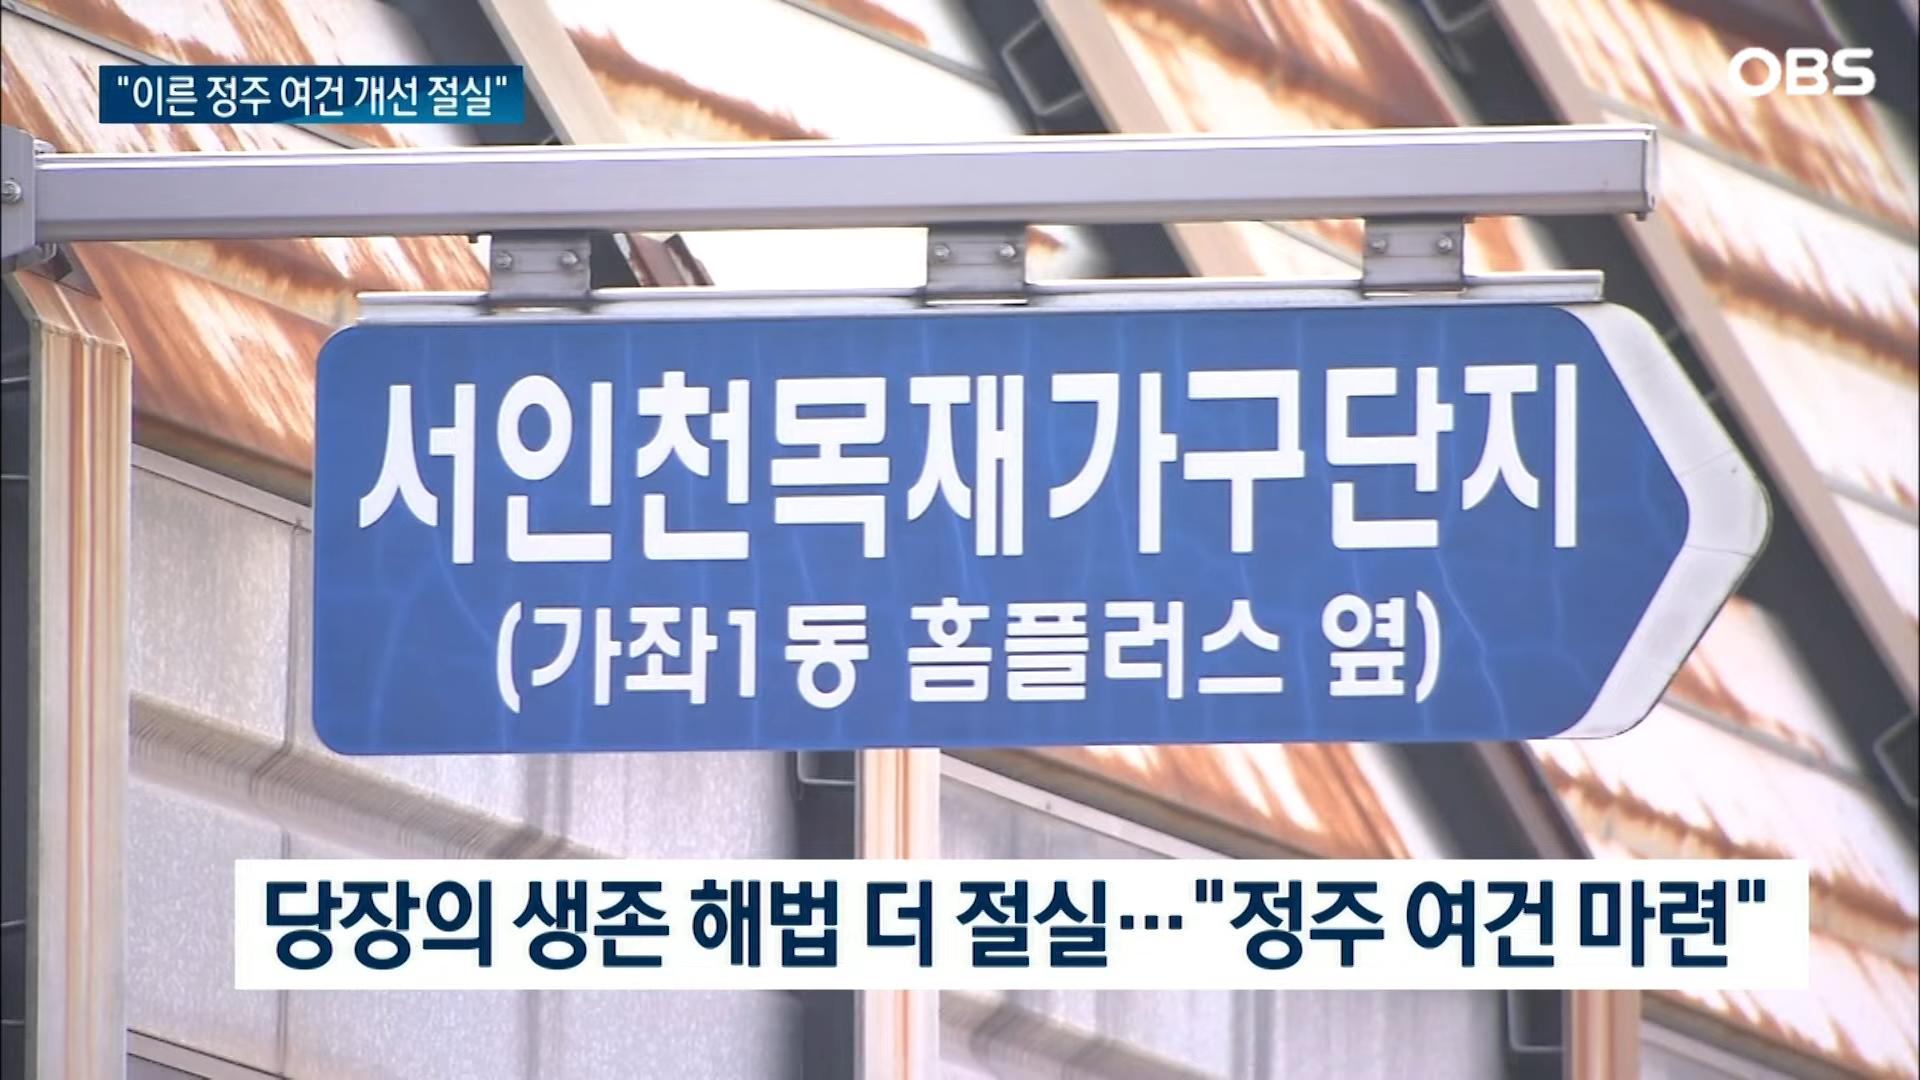 "이른 정주 여건 개선 절실"
OBS
서인천목재가구단지
(가좌1동 홈플러스 옆)
당장의 생존 해법 더 절실…"정주 여건 마련"